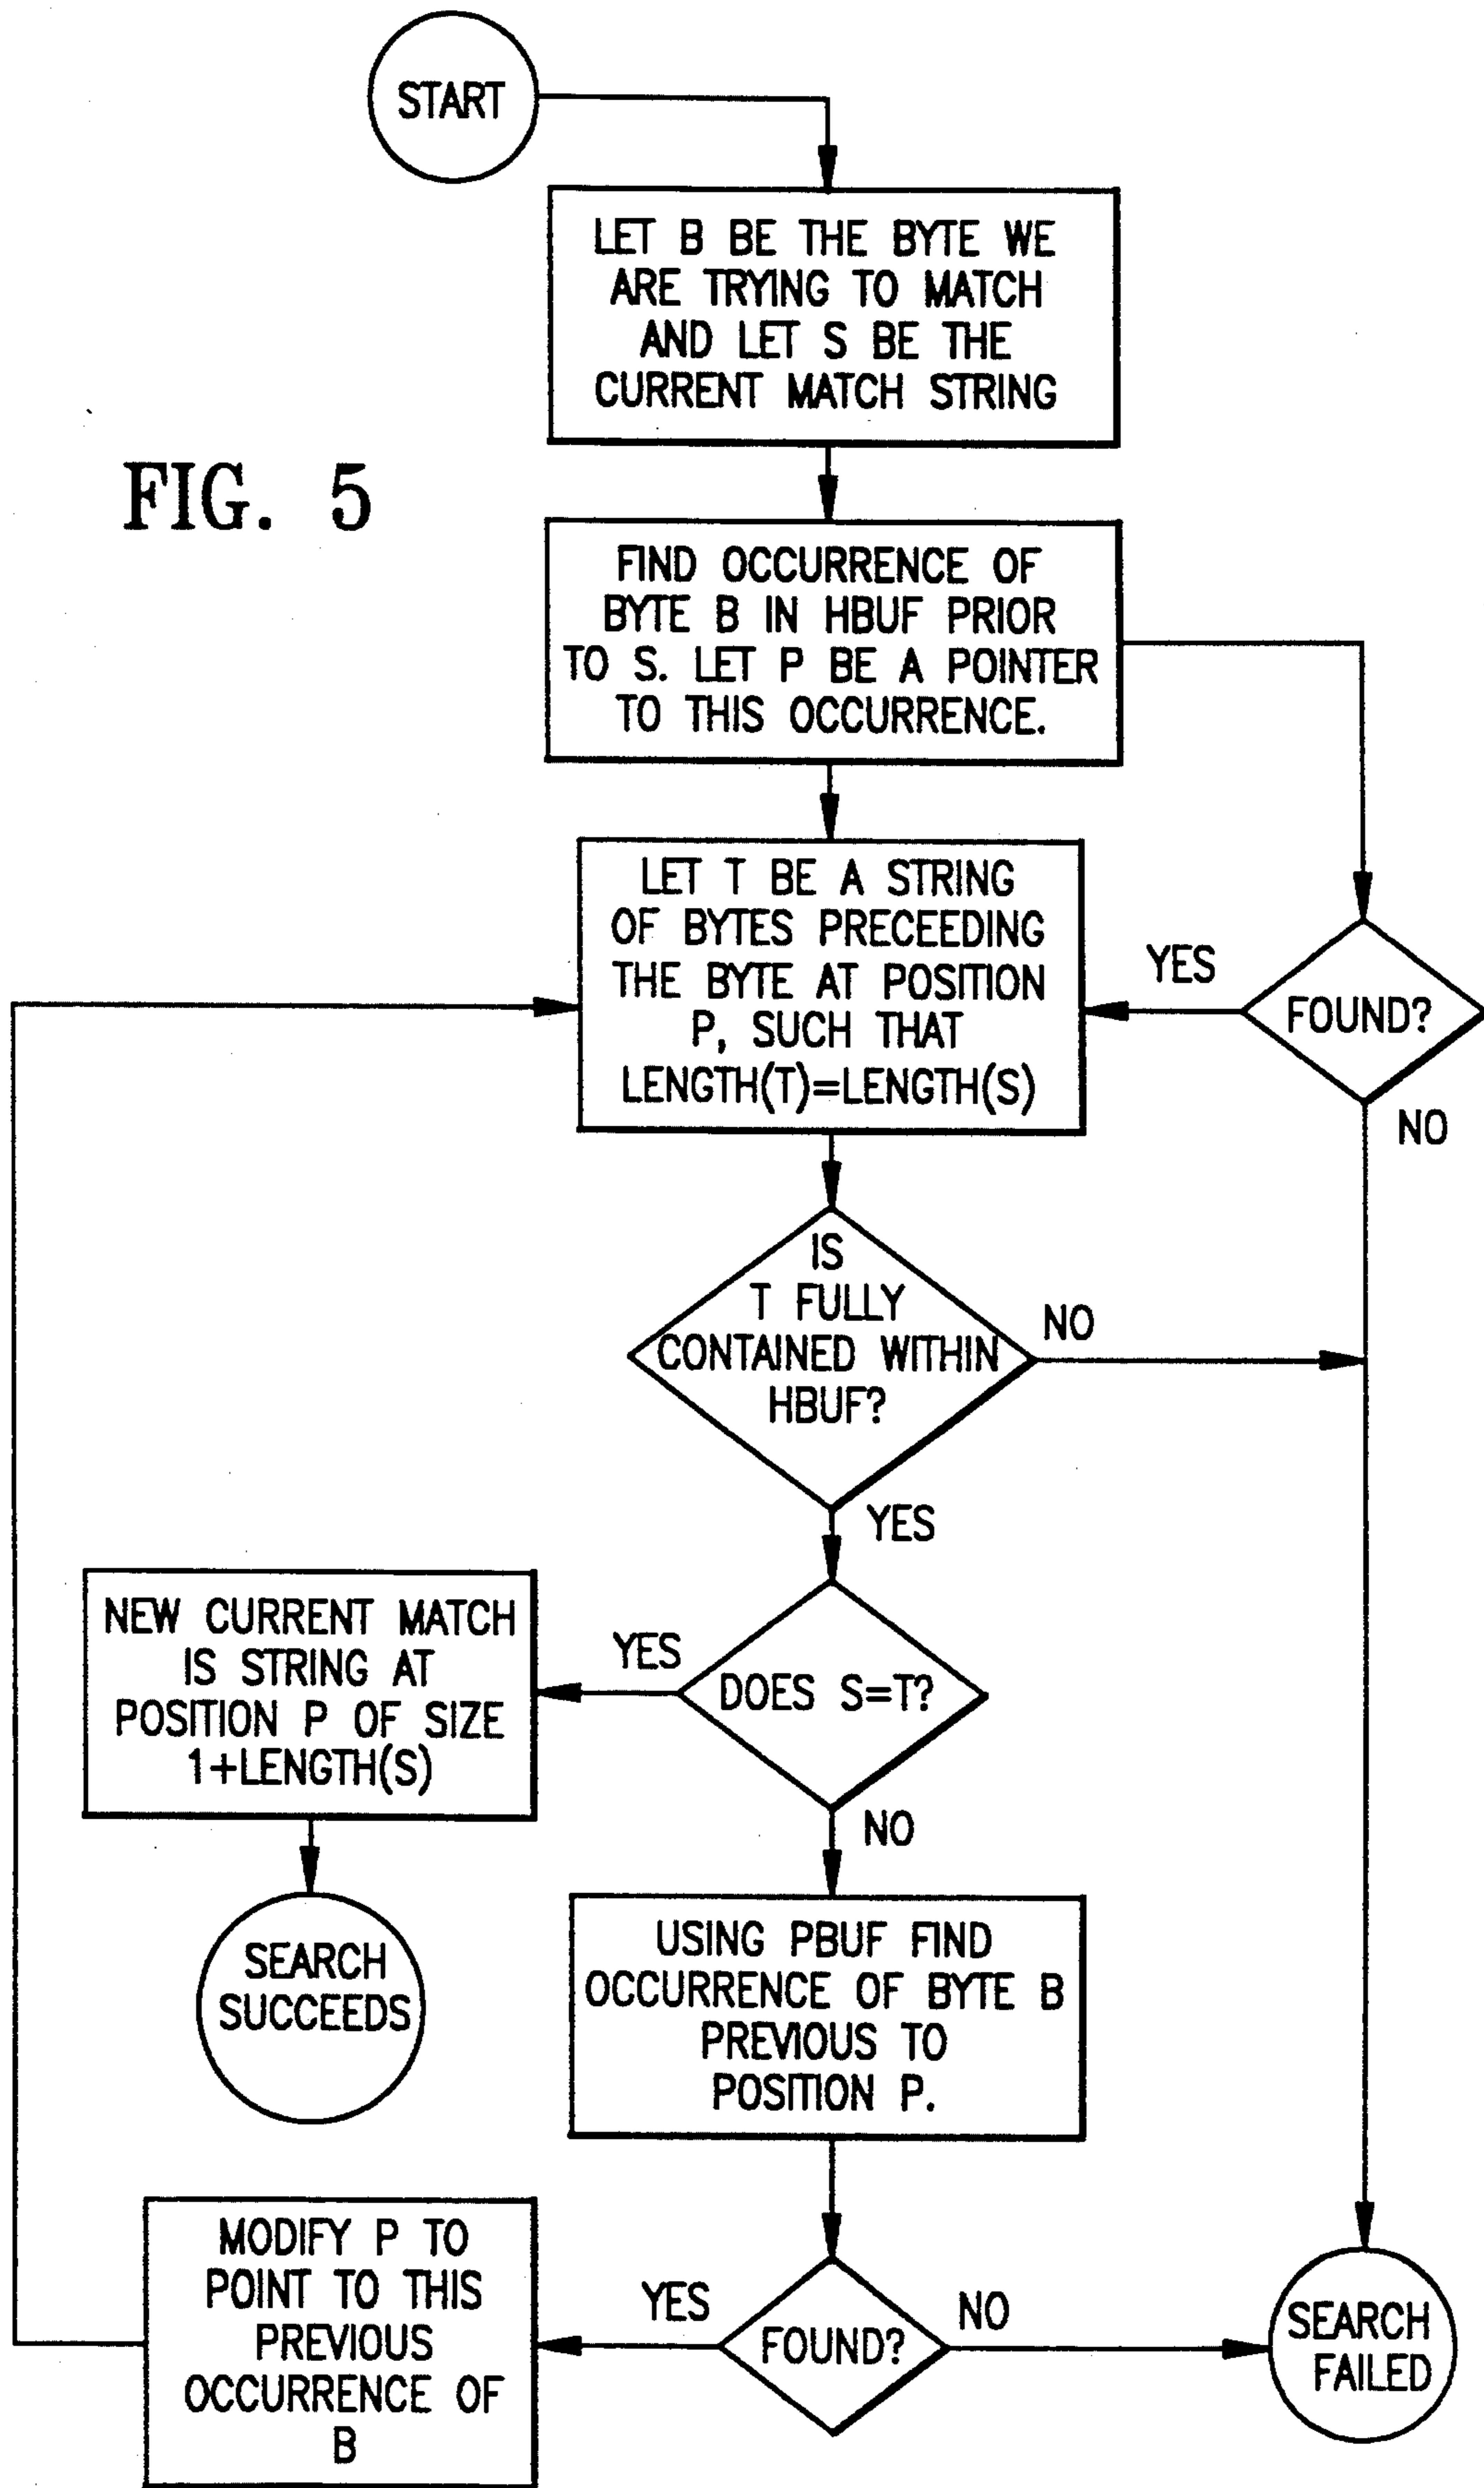 START
LET B BE THE BYTE WE
ARE TRYING TO MATCH
AND LET S BE THE
CURRENT MATCH STRING
FIG. 5
FIND OCCURRENCE OF
BYTE B IN HBUF PRIOR
TO S. LET P BE A POINTER
TO THIS OCCURRENCE.
LET T BE A STRING
OF BYTES PRECEEDING
THE BYTE AT POSITION
P, SUCH THAT
LENGTH(T)=LENGTH(S)
YES
FOUND?
NO
IS
T FULLY
CONTAINED WITHIN
HBUF?
NO
YES
NEW CURRENT MATCH
IS STRING AT
POSITION P OF SIZE
1+LENGTH(S)
YES
DOES S=T?
NO
SEARCH
SUCCEEDS
USING PBUF FIND
OCCURRENCE OF BYTE B
PREVIOUS TO
POSITION P.
MODIFY P TO
POINT TO THIS
PREVIOUS
OCCURRENCE OF
B
YES
FOUND?
NO
SEARCH
FAILED